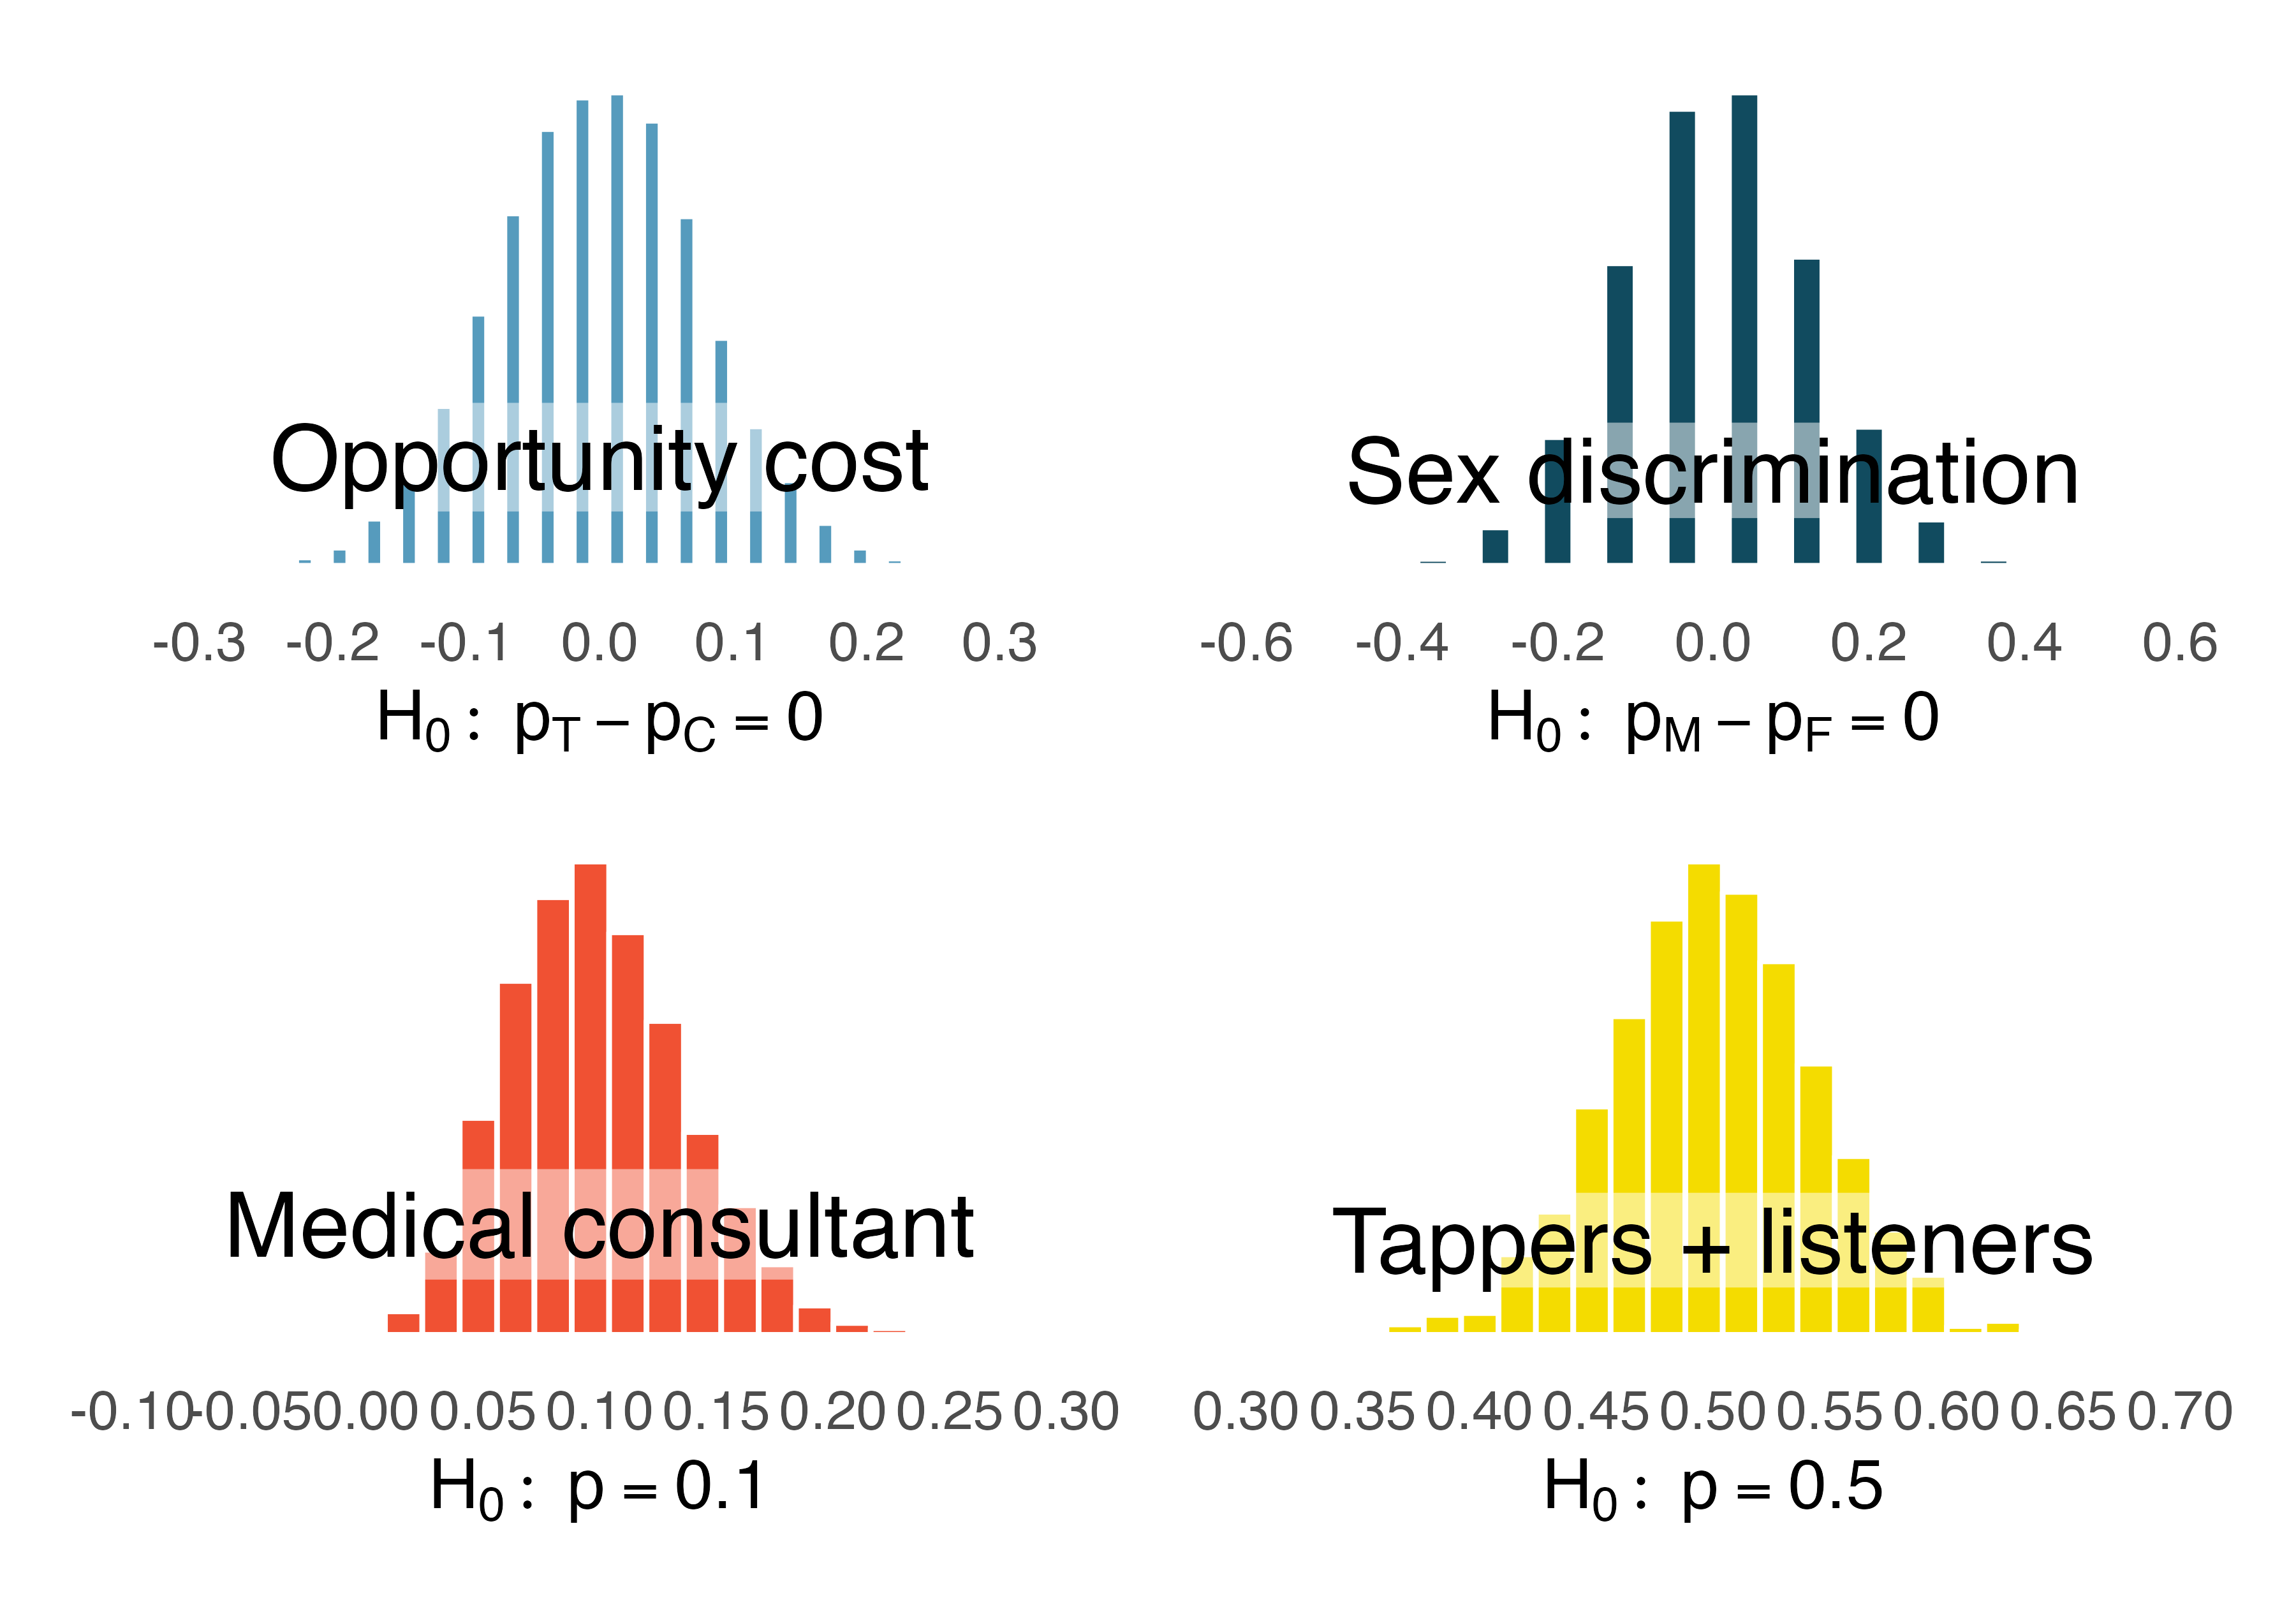 Opportunity cost
-0.3 -0.2 -0.1 0.0 0.1 0.2 0.3
H₀: p_T − p_C = 0
Sex discrimination
-0.6 -0.4 -0.2 0.0 0.2 0.4 0.6
H₀: p_M − p_F = 0
Medical consultant
-0.10 -0.05 0.00 0.05 0.10 0.15 0.20 0.25 0.30
H₀: p = 0.1
Tappers + listeners
0.30 0.35 0.40 0.45 0.50 0.55 0.60 0.65 0.70
H₀: p = 0.5